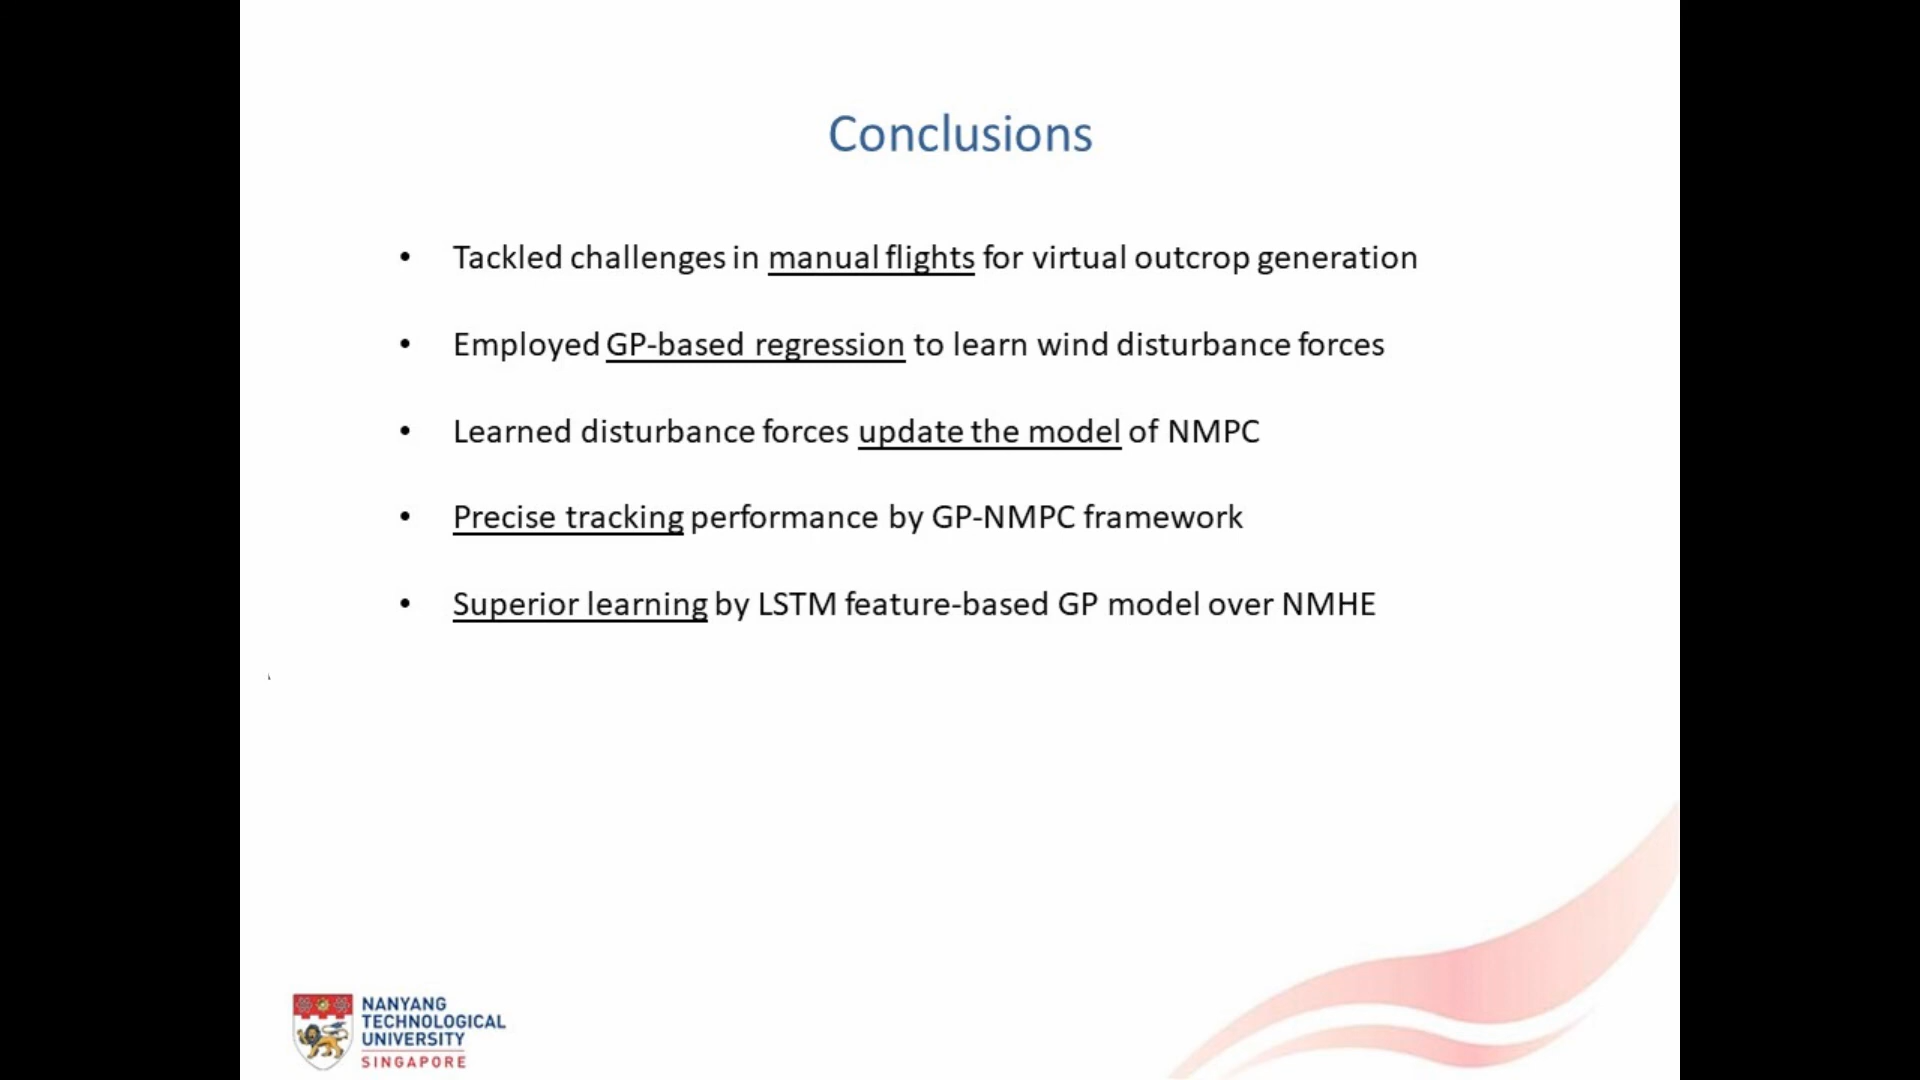 Conclusions
• Tackled challenges in manual flights for virtual outcrop generation
• Employed GP-based regression to learn wind disturbance forces
• Learned disturbance forces update the model of NMPC
• Precise tracking performance by GP-NMPC framework
• Superior learning by LSTM feature-based GP model over NMHE
NANYANG
TECHNOLOGICAL
UNIVERSITY
SINGAPORE